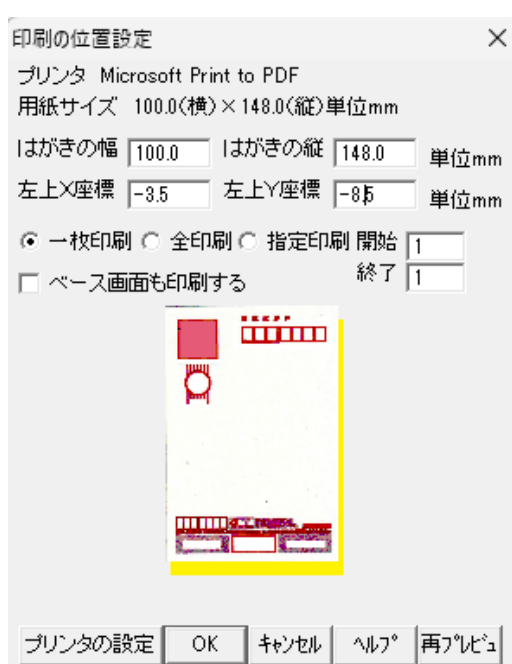 印刷の位置設定
プリンタ Microsoft Print to PDF
用紙サイズ 100.0(横)×148.0(縦)単位mm
はがきの幅 100.0 はがきの縦 148.0 単位mm
左上X座標 -3.5 左上Y座標 -8.5 単位mm
一枚印刷 全印刷 指定印刷 開始 1
ベース画面も印刷する 終了 1
プリンタの設定 OK ｷｬﾝｾﾙ ﾍﾙﾌﾟ 再ﾌﾟﾚﾋﾞｭ